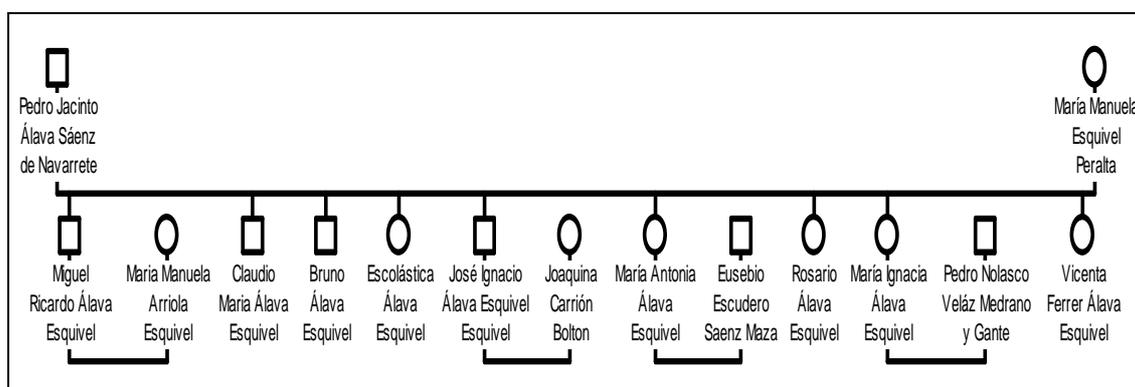 Pedro Jacinto
Álava Sáenz
de Navarrete
María Manuela
Esquivel
Peralta
Miguel
Ricardo Álava
Esquivel
Maria Manuela
Arriola
Esquivel
Claudio
Maria Álava
Esquivel
Bruno
Álava
Esquivel
Escolástica
Álava
Esquivel
José Ignacio
Álava Esquivel
Esquivel
Joaquina
Carrión
Bolton
María Antonia
Álava
Esquivel
Eusebio
Escudero
Saenz Maza
Rosario
Álava
Esquivel
María Ignacia
Álava
Esquivel
Pedro Nolasco
Veláz Medrano
y Gante
Vicenta
Ferrer Álava
Esquivel